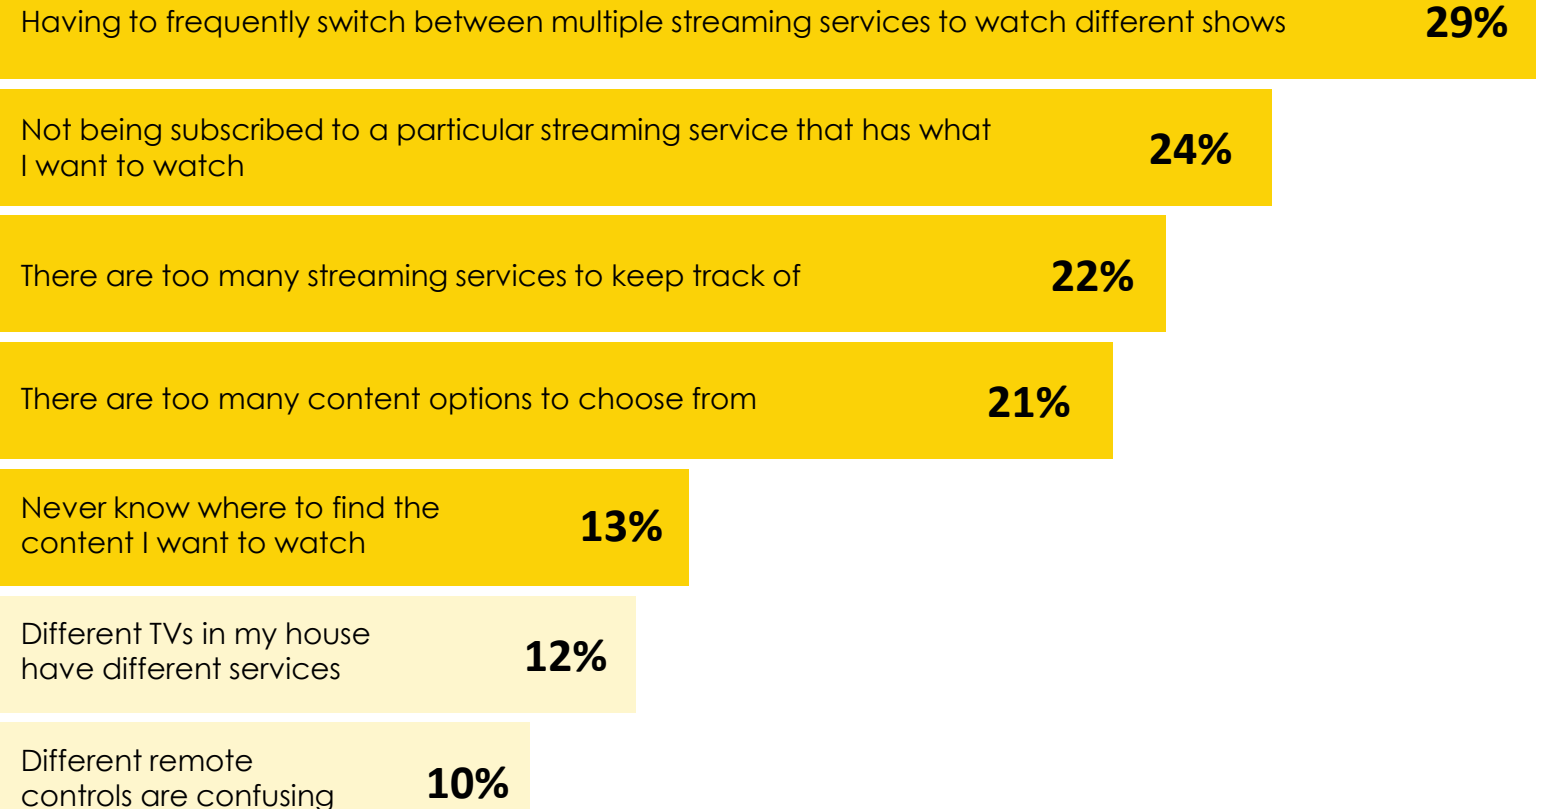 Having to frequently switch between multiple streaming services to watch different shows 29%
Not being subscribed to a particular streaming service that has what
I want to watch
24%
There are too many streaming services to keep track of 22%
There are too many content options to choose from 21%
Never know where to find the
content I want to watch
13%
Different TVs in my house
have different services
12%
Different remote
controls are confusing
10%